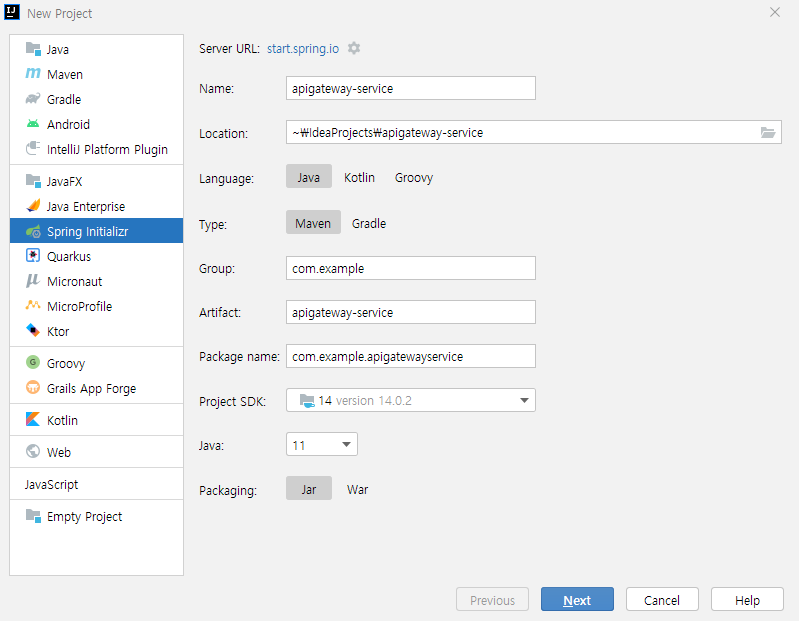 New Project
Java
Maven
Gradle
Android
IntelliJ Platform Plugin
JavaFX
Java Enterprise
Spring Initializr
Quarkus
Micronaut
MicroProfile
Ktor
Groovy
Grails App Forge
Kotlin
Web
JavaScript
Empty Project
Server URL: start.spring.io
Name: apigateway-service
Location: ~₩IdeaProjects₩apigateway-service
Language: Java Kotlin Groovy
Type: Maven Gradle
Group: com.example
Artifact: apigateway-service
Package name: com.example.apigatewayservice
Project SDK: 14 version 14.0.2
Java: 11
Packaging: Jar War
Previous Next Cancel Help